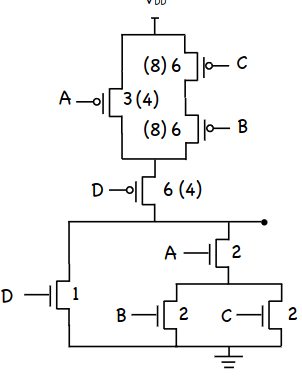 VDD
(8) 6 C
A 3 (4)
(8) 6 B
D 6 (4)
A 2
D 1
B 2 C 2